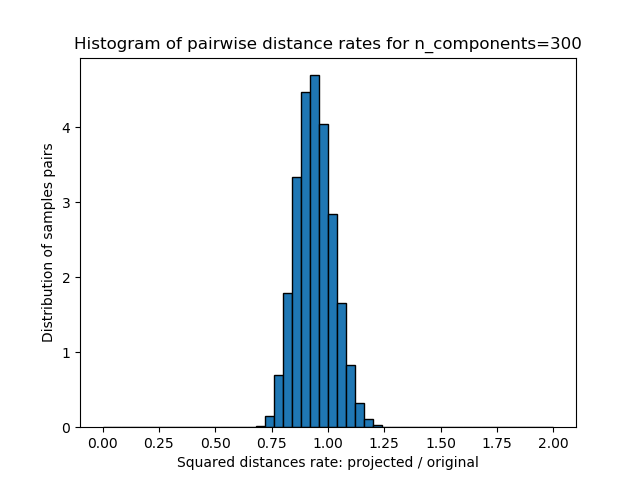 Histogram of pairwise distance rates for n_components=300
Distribution of samples pairs
4
3
2
1
0
0.00 0.25 0.50 0.75 1.00 1.25 1.50 1.75 2.00
Squared distances rate: projected / original